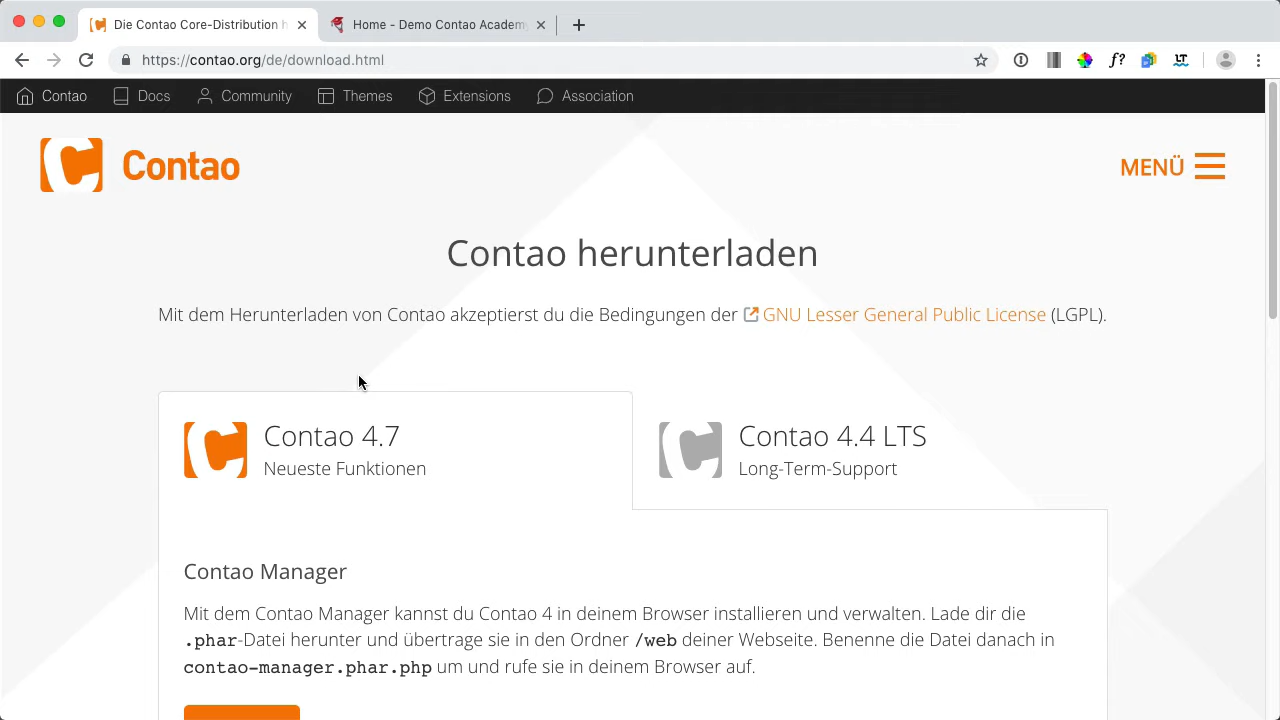 Die Contao Core-Distribution h
Home - Demo Contao Academy
https://contao.org/de/download.html
f?
LT
Contao
Docs
Community
Themes
Extensions
Association
Contao
MENÜ
Contao herunterladen
Mit dem Herunterladen von Contao akzeptierst du die Bedingungen der GNU Lesser General Public License (LGPL).
Contao 4.7
Neueste Funktionen
Contao 4.4 LTS
Long-Term-Support
Contao Manager
Mit dem Contao Manager kannst du Contao 4 in deinem Browser installieren und verwalten. Lade dir die
.phar-Datei herunter und übertrage sie in den Ordner /web deiner Webseite. Benenne die Datei danach in
contao-manager.phar.php um und rufe sie in deinem Browser auf.